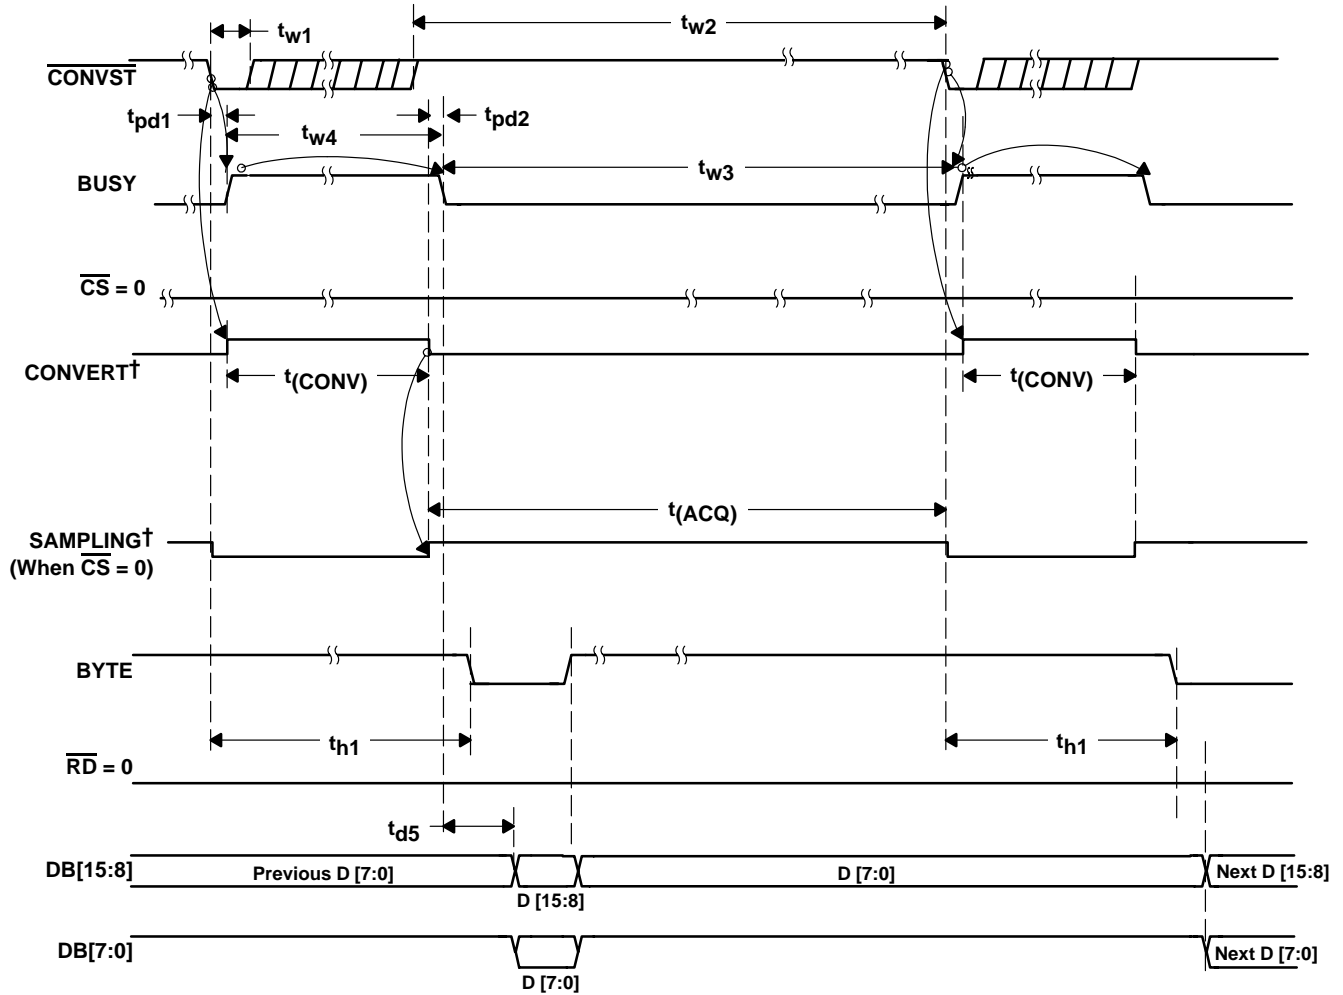 tw1
tw2
CONVST
tpd1
tw4
tpd2
tw3
BUSY
CS = 0
CONVERT†
t(CONV)
t(CONV)
t(ACQ)
SAMPLING†
(When CS = 0)
BYTE
th1
th1
RD = 0
td5
DB[15:8]
Previous D [7:0]
D [15:8]
D [7:0]
Next D [15:8]
DB[7:0]
D [7:0]
Next D [7:0]